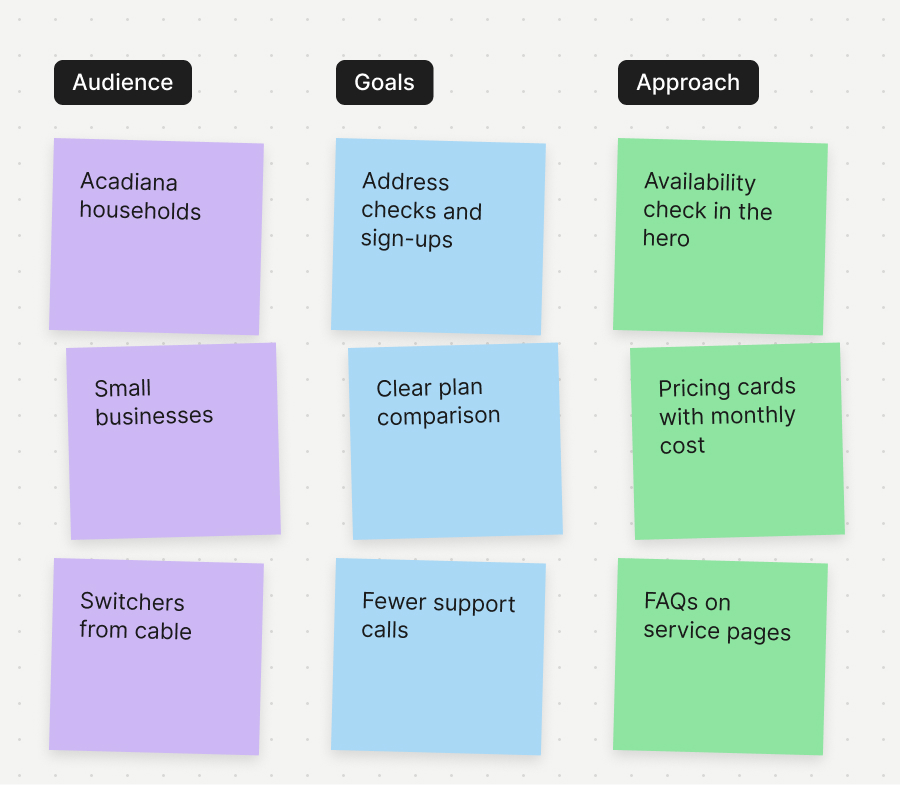 Audience
Goals
Approach
Acadiana
households
Address
checks and
sign-ups
Availability
check in the
hero
Small
businesses
Clear plan
comparison
Pricing cards
with monthly
cost
Switchers
from cable
Fewer support
calls
FAQs on
service pages